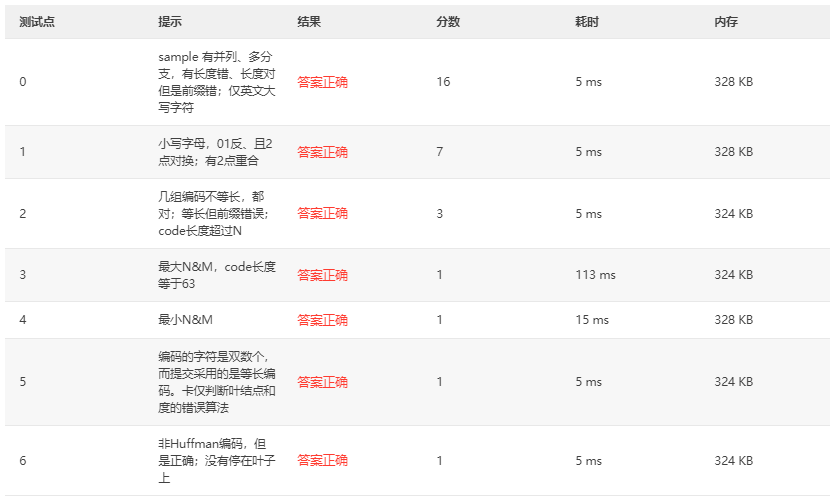 测试点 提示 结果 分数 耗时 内存
sample 有并列、多分
支，有长度错、长度对
但是前缀错；仅英文大
写字符
0 答案正确 16 5 ms 328 KB
小写字母，01反、且2
点对换；有2点重合
1 答案正确 7 5 ms 328 KB
几组编码不等长，都
对；等长但前缀错误；
code长度超过N
2 答案正确 3 5 ms 324 KB
最大N&M，code长度
等于63
3 答案正确 1 113 ms 324 KB
4 最小N&M 答案正确 1 15 ms 328 KB
编码的字符是双数个，
而提交采用的是等长编
码。卡仅判断叶结点和
度的错误算法
5 答案正确 1 5 ms 324 KB
非Huffman编码，但
是正确；没有停在叶子
上
6 答案正确 1 5 ms 324 KB